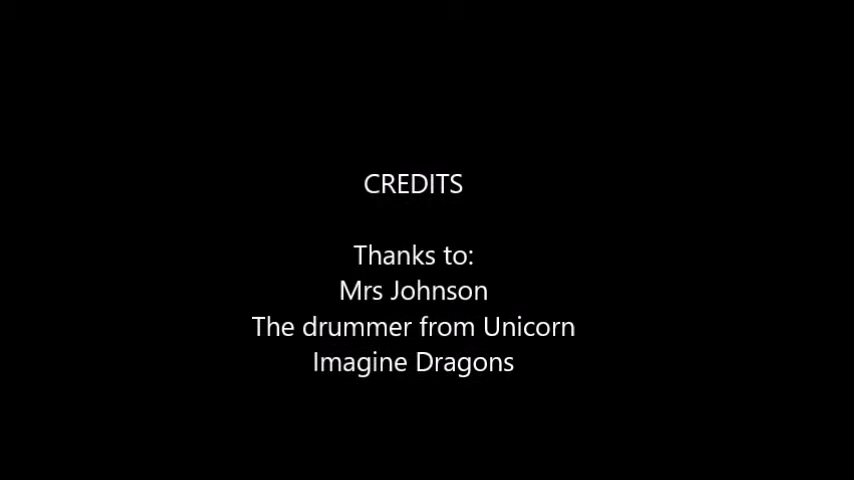 CREDITS
Thanks to:
Mrs Johnson
The drummer from Unicorn
Imagine Dragons